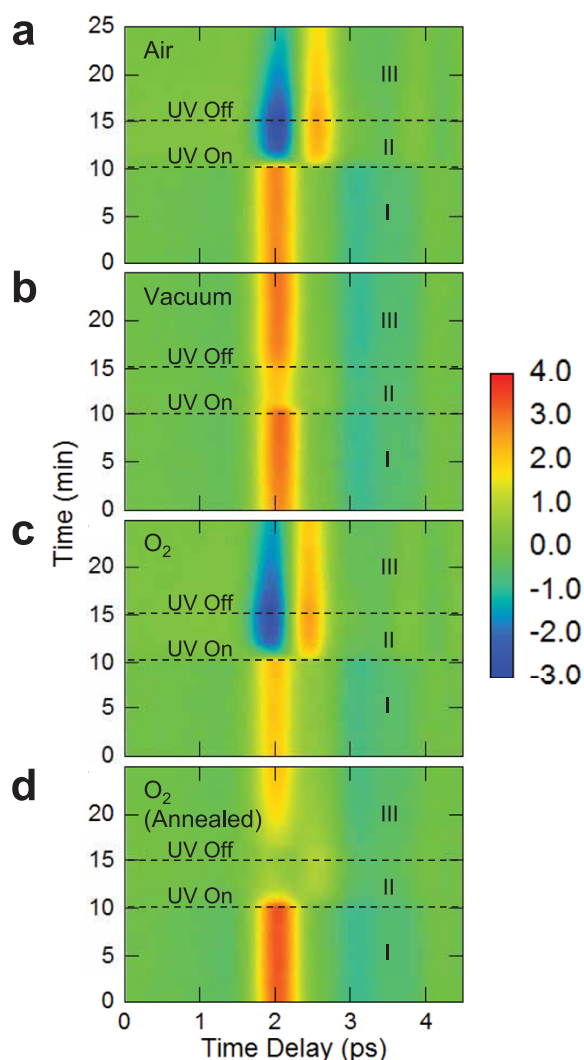 a
25
Air
20
III
UV Off
15
II
UV On
10
5
I
0
b
Vacuum
20
III
UV Off
15
II
UV On
10
5
I
0
c
O2
20
III
UV Off
15
II
UV On
10
5
I
0
d
O2
(Annealed)
20
III
UV Off
15
II
UV On
10
5
I
0
0 1 2 3 4
Time Delay (ps)
Time (min)
4.0
3.0
2.0
1.0
0.0
-1.0
-2.0
-3.0